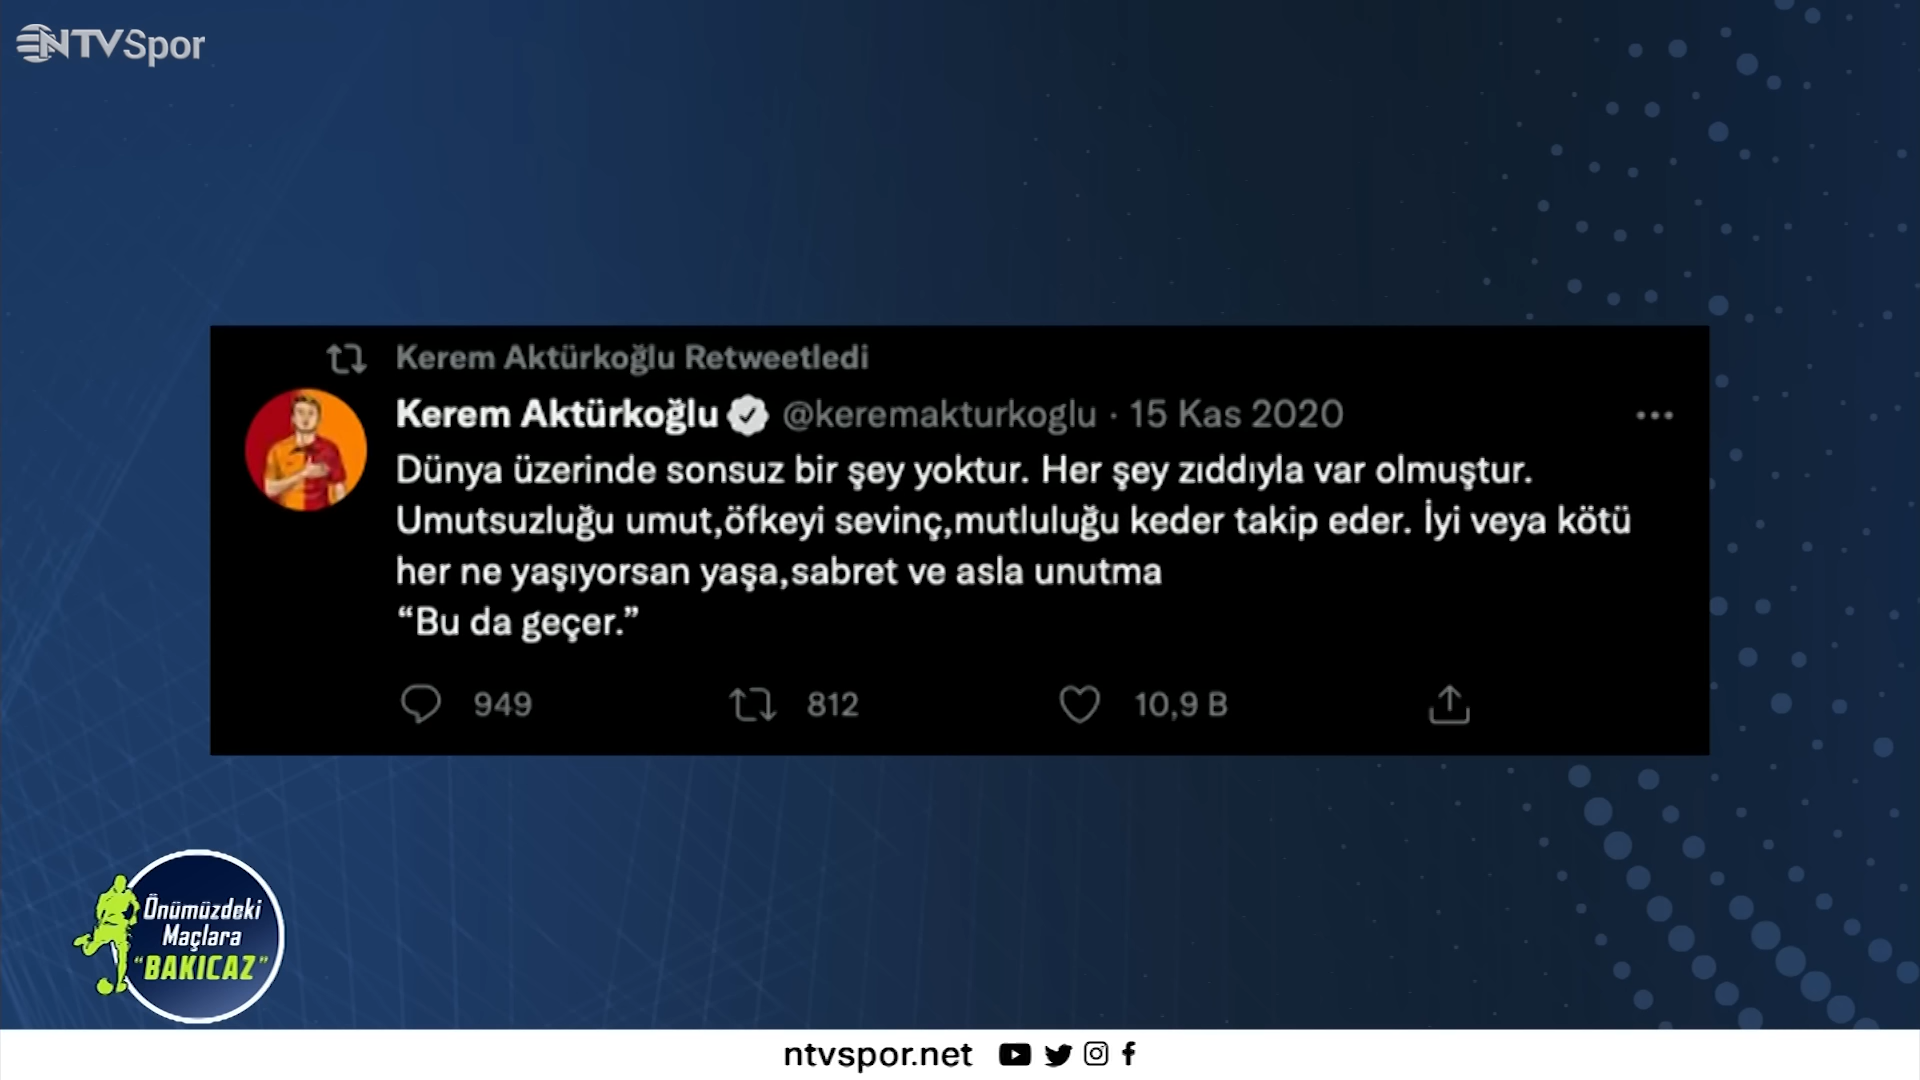 NTVSpor
Kerem Aktürkoğlu Retweetledi
Kerem Aktürkoğlu @keremakturkoglu · 15 Kas 2020
Dünya üzerinde sonsuz bir şey yoktur. Her şey zıddıyla var olmuştur.
Umutsuzluğu umut,öfkeyi sevinç,mutluluğu keder takip eder. İyi veya kötü
her ne yaşıyorsan yaşa,sabret ve asla unutma
“Bu da geçer.”
949 812 10,9 B
Önümüzdeki
Maçlara
“BAKICAZ”
ntvspor.net